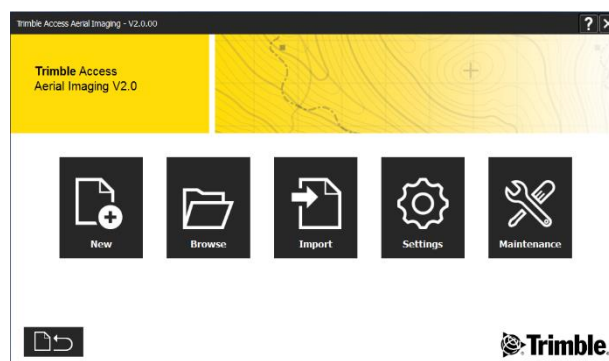 Trimble Access Aerial Imaging - V2.0.00
?
Trimble Access
Aerial Imaging V2.0
New
Browse
Import
Settings
Maintenance
Trimble.